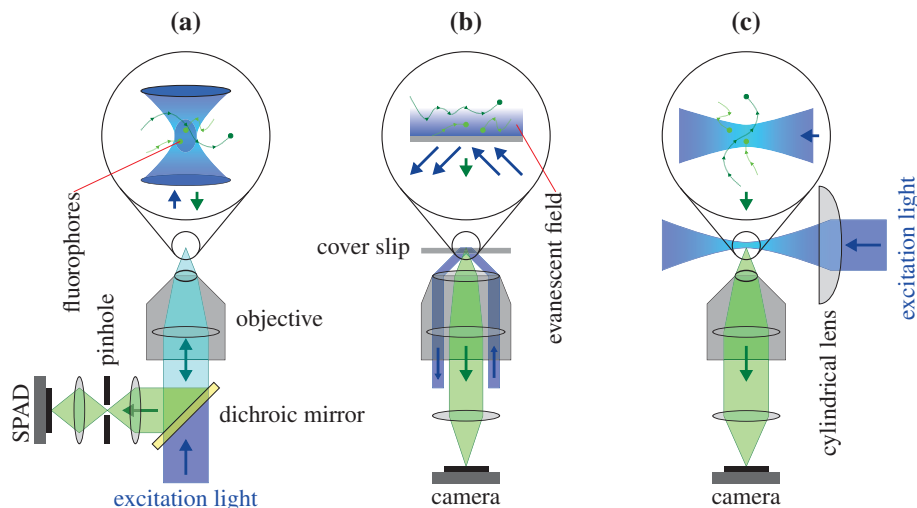 (a)
(b)
(c)
fluorophores
pinhole
objective
SPAD
dichroic mirror
excitation light
cover slip
evanescent field
camera
excitation light
cylindrical lens
camera